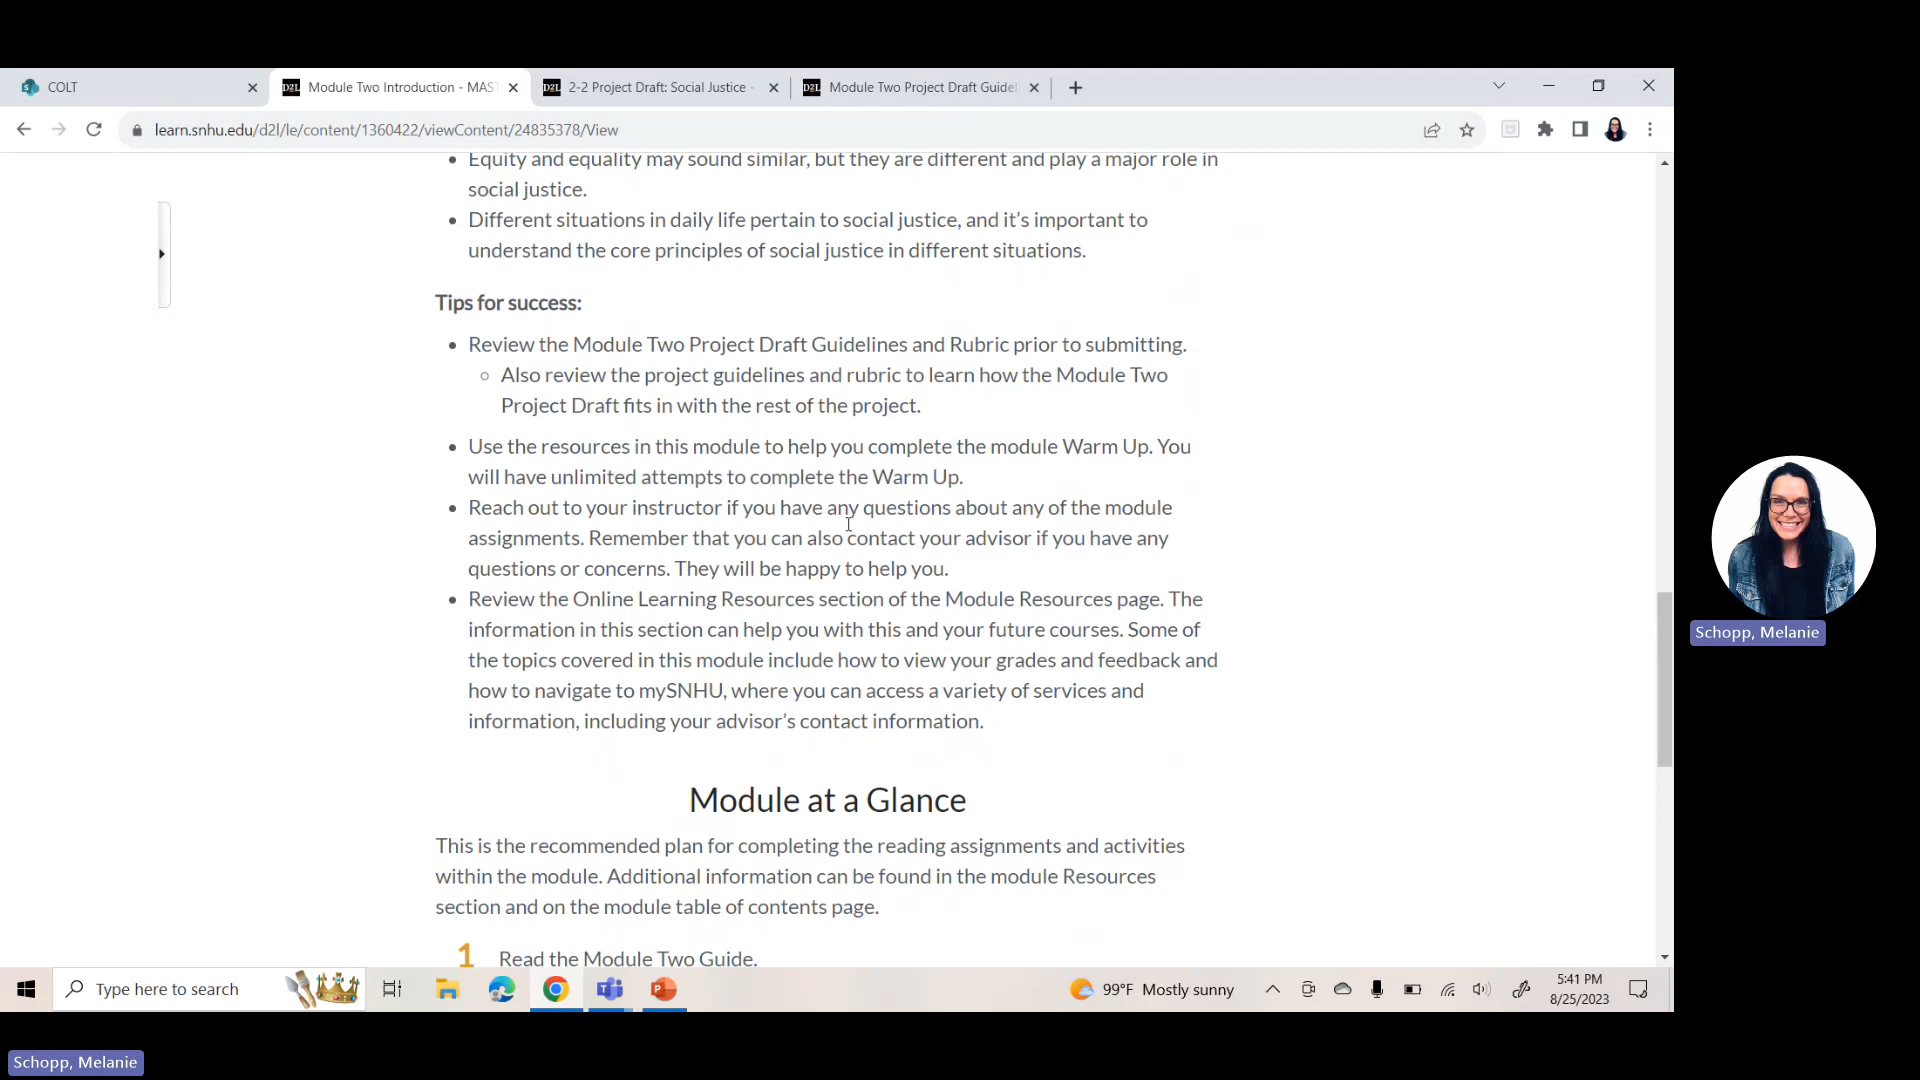 COLT
Module Two Introduction - MAST
2-2 Project Draft: Social Justice -
Module Two Project Draft Guidel
learn.snhu.edu/d2l/le/content/1360422/viewContent/24835378/View
• Equity and equality may sound similar, but they are different and play a major role in
social justice.
• Different situations in daily life pertain to social justice, and it’s important to
understand the core principles of social justice in different situations.
Tips for success:
• Review the Module Two Project Draft Guidelines and Rubric prior to submitting.
◦ Also review the project guidelines and rubric to learn how the Module Two
Project Draft fits in with the rest of the project.
• Use the resources in this module to help you complete the module Warm Up. You
will have unlimited attempts to complete the Warm Up.
• Reach out to your instructor if you have any questions about any of the module
assignments. Remember that you can also contact your advisor if you have any
questions or concerns. They will be happy to help you.
• Review the Online Learning Resources section of the Module Resources page. The
information in this section can help you with this and your future courses. Some of
the topics covered in this module include how to view your grades and feedback and
how to navigate to mySNHU, where you can access a variety of services and
information, including your advisor’s contact information.
Module at a Glance
This is the recommended plan for completing the reading assignments and activities
within the module. Additional information can be found in the module Resources
section and on the module table of contents page.
1 Read the Module Two Guide.
Schopp, Melanie
Type here to search
99°F Mostly sunny
5:41 PM
8/25/2023
Schopp, Melanie